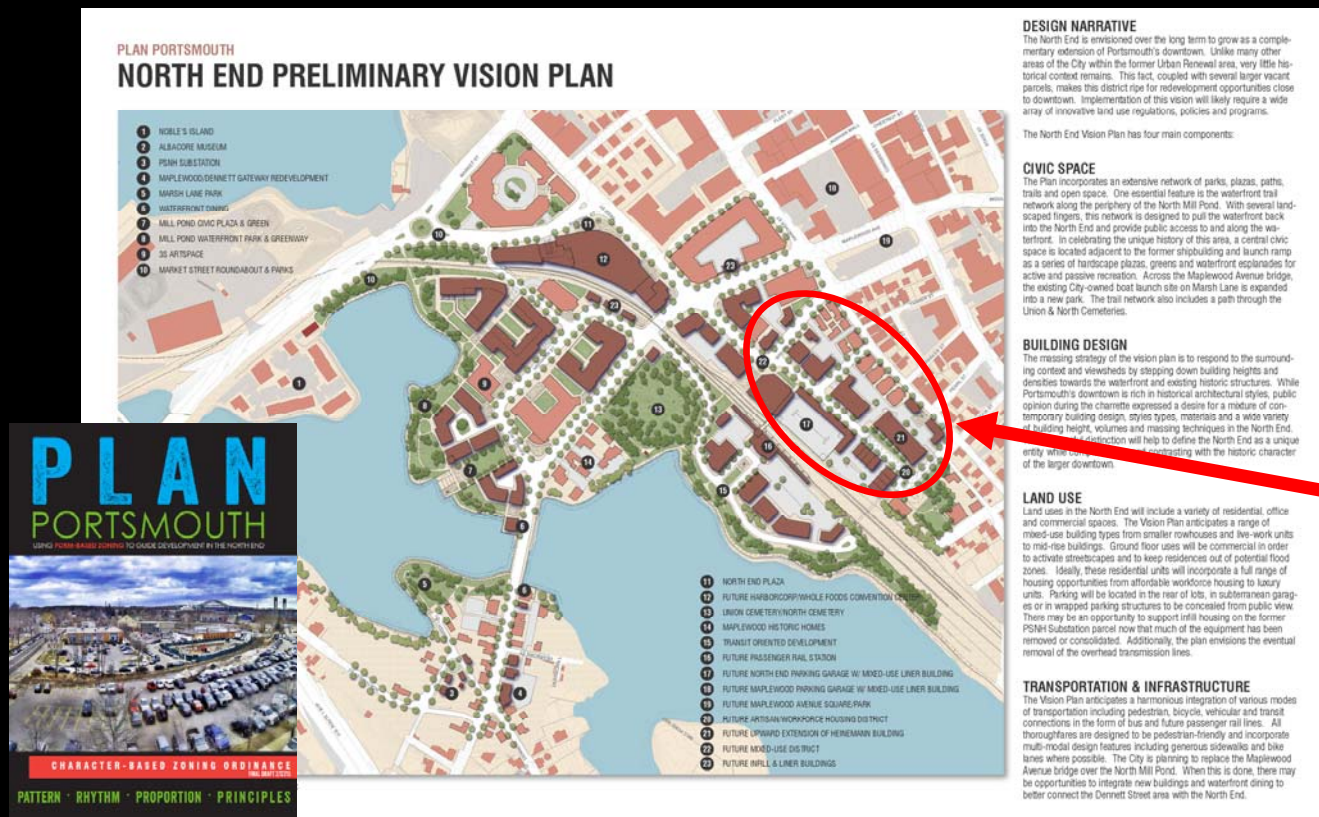 PLAN PORTSMOUTH
NORTH END PRELIMINARY VISION PLAN
1 NOBLE'S ISLAND
2 ALBACORE MUSEUM
3 PSNH SUBSTATION
4 MAPLEWOOD/DENNETT GATEWAY REDEVELOPMENT
5 MARSH LANE PARK
6 WATERFRONT DINING
7 MILL POND CIVIC PLAZA & GREEN
8 MILL POND WATERFRONT PARK & GREENWAY
9 3S ARTSPACE
10 MARKET STREET ROUNDABOUT & PARKS
11 NORTH END PLAZA
12 FUTURE HARBORCORP/WHOLE FOODS CONVENTION CENTER
13 UNION CEMETERY/NORTH CEMETERY
14 MAPLEWOOD HISTORIC HOMES
15 TRANSIT ORIENTED DEVELOPMENT
16 FUTURE PASSENGER RAIL STATION
17 FUTURE NORTH END PARKING GARAGE W/ MIXED-USE LINER BUILDING
18 FUTURE MAPLEWOOD PARKING GARAGE W/ MIXED-USE LINER BUILDING
19 FUTURE MAPLEWOOD AVENUE SQUARE/PARK
20 FUTURE ARTISAN/WORKFORCE HOUSING DISTRICT
21 FUTURE UPWARD EXTENSION OF HEINEMANN BUILDING
22 FUTURE MIXED-USE DISTRICT
23 FUTURE INFILL & LINER BUILDINGS
MAPLEWOOD AVE
DESIGN NARRATIVE
The North End is envisioned over the long term to grow as a comple-
mentary extension of Portsmouth's downtown. Unlike many other
areas of the City within the former Urban Renewal area, very little his-
torical context remains. This fact, coupled with several larger vacant
parcels, makes this district ripe for redevelopment opportunities close
to downtown. Implementation of this vision will likely require a wide
array of innovative land use regulations, policies and programs.
The North End Vision Plan has four main components:
CIVIC SPACE
The Plan incorporates an extensive network of parks, plazas, paths,
trails and open space. One essential feature is the waterfront trail
network along the periphery of the North Mill Pond. With several land-
scaped fingers, this network is designed to pull the waterfront back
into the North End and provide public access to and along the wa-
terfront. In celebrating the unique history of this area, a central civic
space is located adjacent to the former shipbuilding and launch ramp
as a series of hardscape plazas, greens and waterfront esplanades for
active and passive recreation. Across the Maplewood Avenue bridge,
the existing City-owned boat launch site on Marsh Lane is expanded
into a new park. The trail network also includes a path through the
Union & North Cemeteries.
BUILDING DESIGN
The massing strategy of the vision plan is to respond to the surround-
ing context and viewsheds by stepping down building heights and
densities towards the waterfront and existing historic structures. While
Portsmouth's downtown is rich in historical architectural styles, public
opinion during the charrette expressed a desire for a mixture of con-
temporary building design, styles types, materials and a wide variety
of building height, volumes and massing techniques in the North End.
distinction will help to define the North End as a unique
entity while contrasting with the historic character
of the larger downtown.
LAND USE
Land uses in the North End will include a variety of residential, office
and commercial spaces. The Vision Plan anticipates a range of
mixed-use building types from smaller rowhouses and live-work units
to mid-rise buildings. Ground floor uses will be commercial in order
to activate streetscapes and to keep residences out of potential flood
zones. Ideally, these residential units will incorporate a full range of
housing opportunities from affordable workforce housing to luxury
units. Parking will be located in the rear of lots, in subterranean garag-
es or in wrapped parking structures to be concealed from public view.
There may be an opportunity to support infill housing on the former
PSNH Substation parcel now that much of the equipment has been
removed or consolidated. Additionally, the plan envisions the eventual
removal of the overhead transmission lines.
TRANSPORTATION & INFRASTRUCTURE
The Vision Plan anticipates a harmonious integration of various modes
of transportation including pedestrian, bicycle, vehicular and transit
connections in the form of bus and future passenger rail lines. All
thoroughfares are designed to be pedestrian-friendly and incorporate
multi-modal design features including generous sidewalks and bike
lanes where possible. The City is planning to replace the Maplewood
Avenue bridge over the North Mill Pond. When this is done, there may
be opportunities to integrate new buildings and waterfront dining to
better connect the Dennett Street area with the North End.
PLAN
PORTSMOUTH
USING FORM-BASED ZONING TO GUIDE DEVELOPMENT IN THE NORTH END
CHARACTER-BASED ZONING ORDINANCE
FINAL DRAFT
PATTERN · RHYTHM · PROPORTION · PRINCIPLES